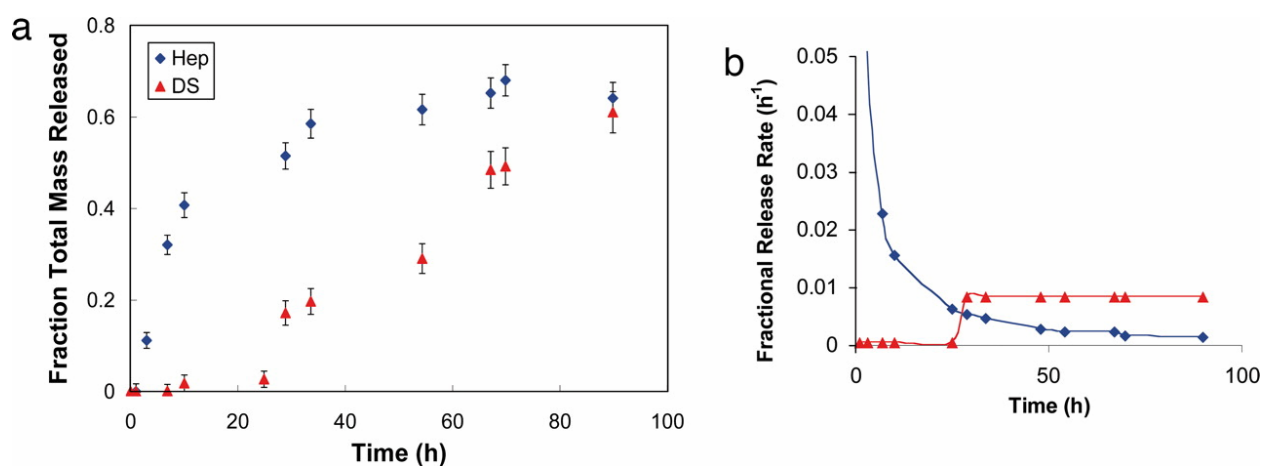 a
Fraction Total Mass Released
0.8
0.6
0.4
0.2
0
Hep
DS
0 20 40 60 80 100
Time (h)
b
Fractional Release Rate (h⁻¹)
0.05
0.04
0.03
0.02
0.01
0
0 50 100
Time (h)